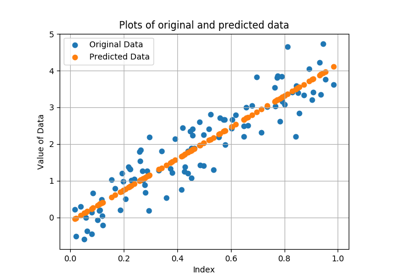 Plots of original and predicted data
Original Data
Predicted Data
Value of Data
5
4
3
2
1
0
0.0 0.2 0.4 0.6 0.8 1.0
Index